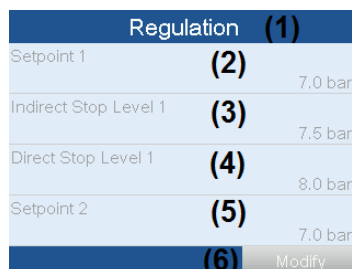 Regulation (1)
Setpoint 1 (2)
7.0 bar
Indirect Stop Level 1 (3)
7.5 bar
Direct Stop Level 1 (4)
8.0 bar
Setpoint 2 (5)
7.0 bar
(6) Modify